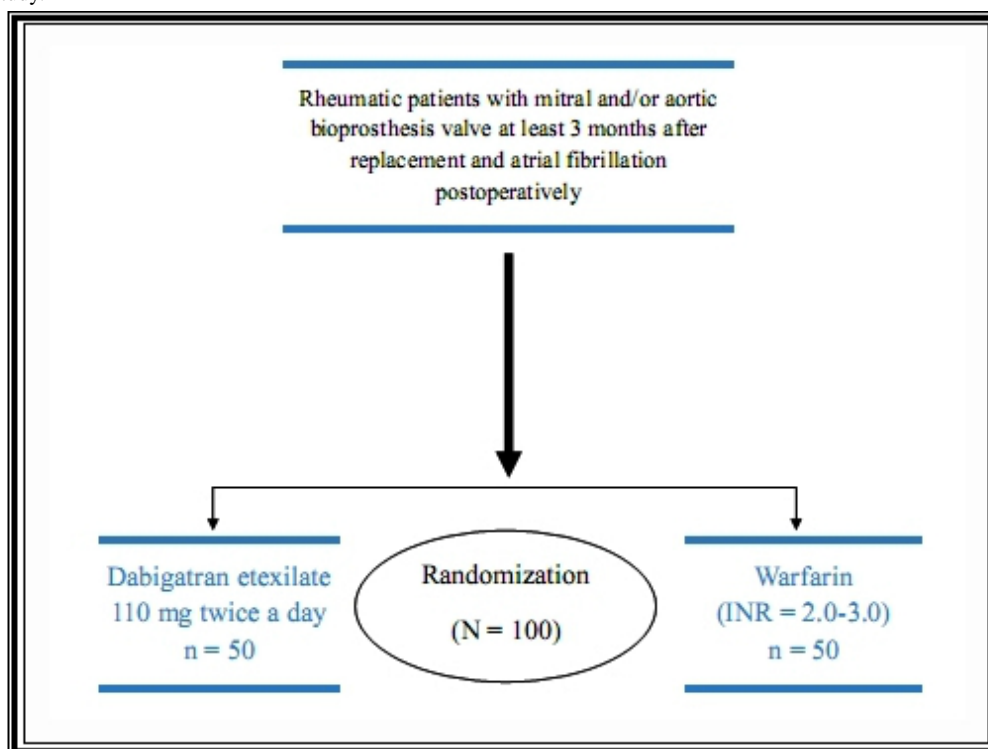 Rheumatic patients with mitral and/or aortic
bioprosthesis valve at least 3 months after
replacement and atrial fibrillation
postoperatively
Dabigatran etexilate
110 mg twice a day
n = 50
Randomization
(N = 100)
Warfarin
(INR = 2.0-3.0)
n = 50